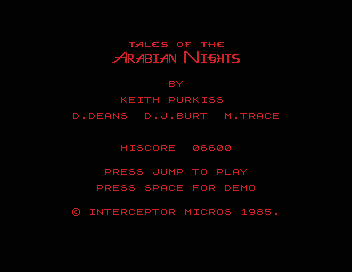 TALES OF THE
ARABIAN NIGHTS
BY
KEITH PURKISS
D.DEANS D.J.BURT M.TRACE
HISCORE 06600
PRESS JUMP TO PLAY
PRESS SPACE FOR DEMO
© INTERCEPTOR MICROS 1985.